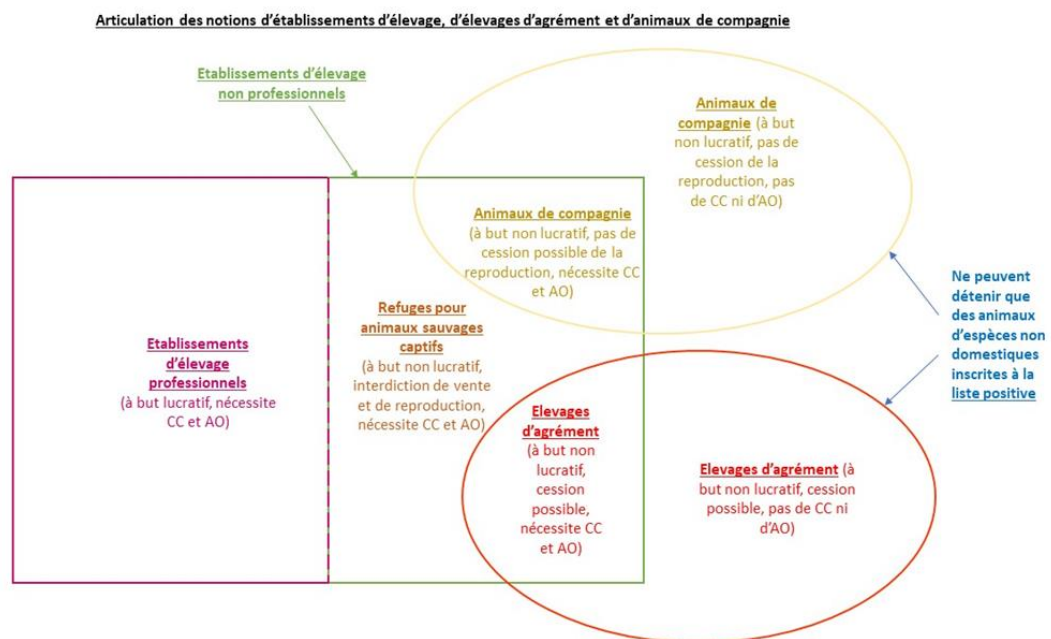 Articulation des notions d'établissements d'élevage, d'élevages d'agrément et d'animaux de compagnie
Etablissements d'élevage
non professionnels
Animaux de
compagnie (à but
non lucratif, pas de
cession de la
reproduction, pas
de CC ni d'AO)
Animaux de compagnie
(à but non lucratif, pas de
cession possible de la
reproduction, nécessite CC
et AO)
Ne peuvent
détenir que
des animaux
d'espèces non
domestiques
inscrites à la
liste positive
Refuges pour
animaux sauvages
captifs
(à but non lucratif,
interdiction de vente
et de reproduction,
nécessite CC et AO)
Etablissements
d'élevage
professionnels
(à but lucratif, nécessite
CC et AO)
Elevages
d'agrément
(à but non
lucratif,
cession
possible,
nécessite CC
et AO)
Elevages d'agrément (à
but non lucratif, cession
possible, pas de CC ni
d'AO)